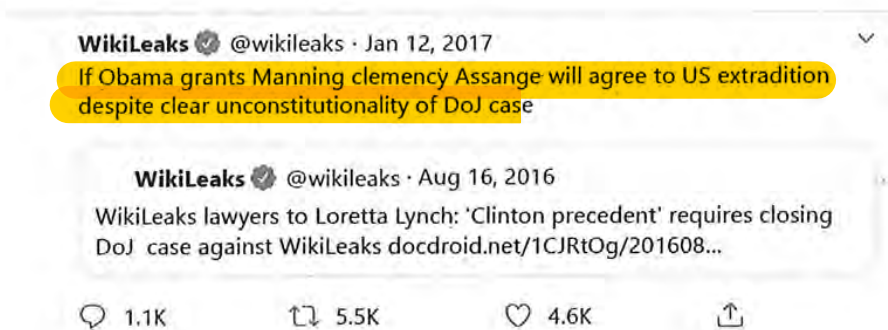 WikiLeaks @wikileaks · Jan 12, 2017
If Obama grants Manning clemency Assange will agree to US extradition
despite clear unconstitutionality of DoJ case
WikiLeaks @wikileaks · Aug 16, 2016
WikiLeaks lawyers to Loretta Lynch: 'Clinton precedent' requires closing
DoJ case against WikiLeaks docdroid.net/1CJRtOg/201608...
1.1K 5.5K 4.6K